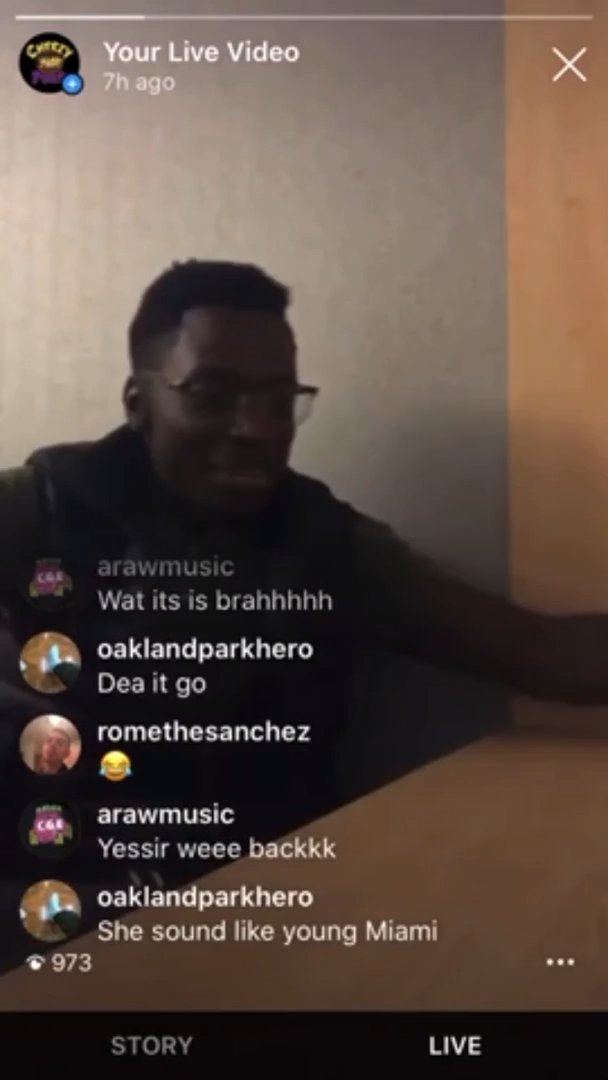 CHEEZY
Your Live Video
7h ago
arawmusic
Wat its is brahhhhh
oaklandparkhero
Dea it go
romethesanchez
😂
C.G.E
arawmusic
Yessir weee backkk
oaklandparkhero
She sound like young Miami
973
STORY
LIVE